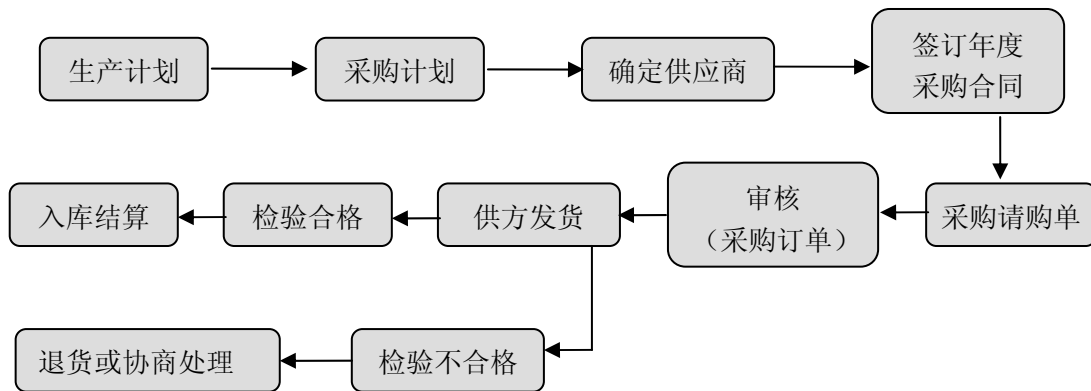 生产计划
采购计划
确定供应商
签订年度
采购合同
入库结算
检验合格
供方发货
审核
（采购订单）
采购请购单
退货或协商处理
检验不合格